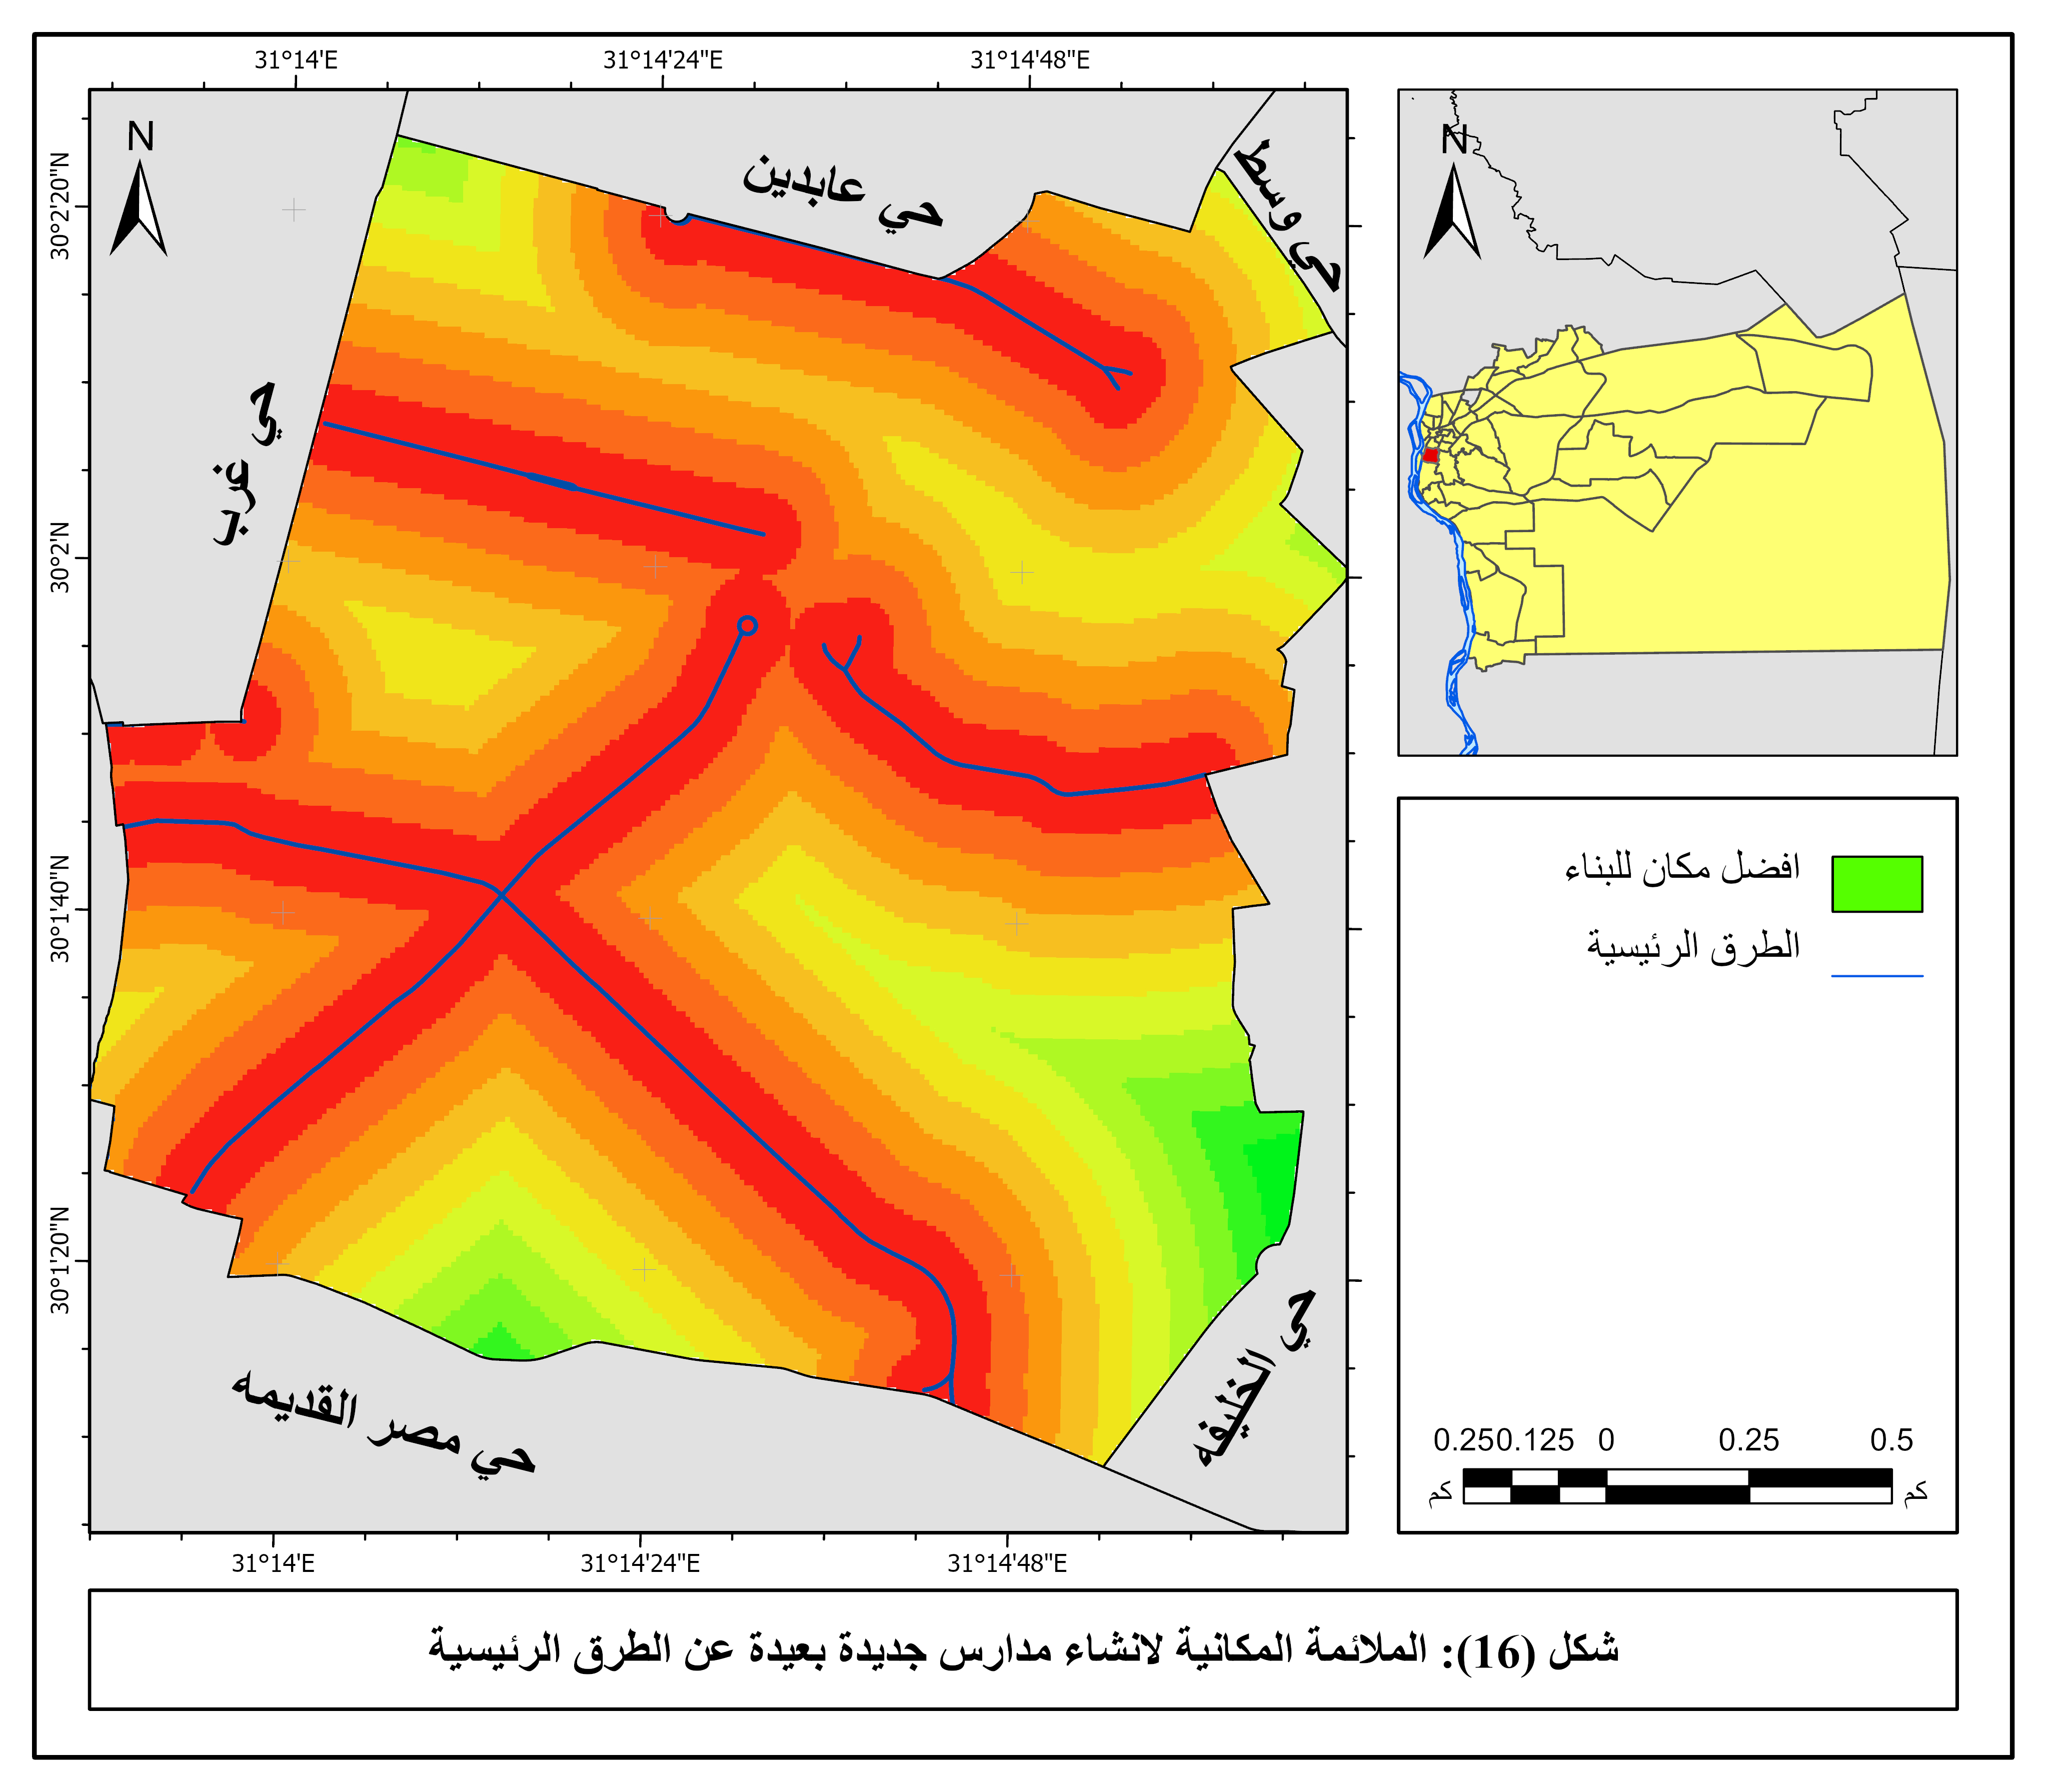 31°14'E
31°14'24"E
31°14'48"E
N
N
30°2'20"N
30°2'N
30°1'40"N
30°1'20"N
حي عابدين
حي وسط
حي غرب
حي الخليفه
حي مصر القديمه
افضل مكان للبناء
الطرق الرئيسية
0.25 0.125 0 0.25 0.5
كم
كم
31°14'E
31°14'24"E
31°14'48"E
شكل (16): الملائمة المكانية لانشاء مدارس جديدة بعيدة عن الطرق الرئيسية